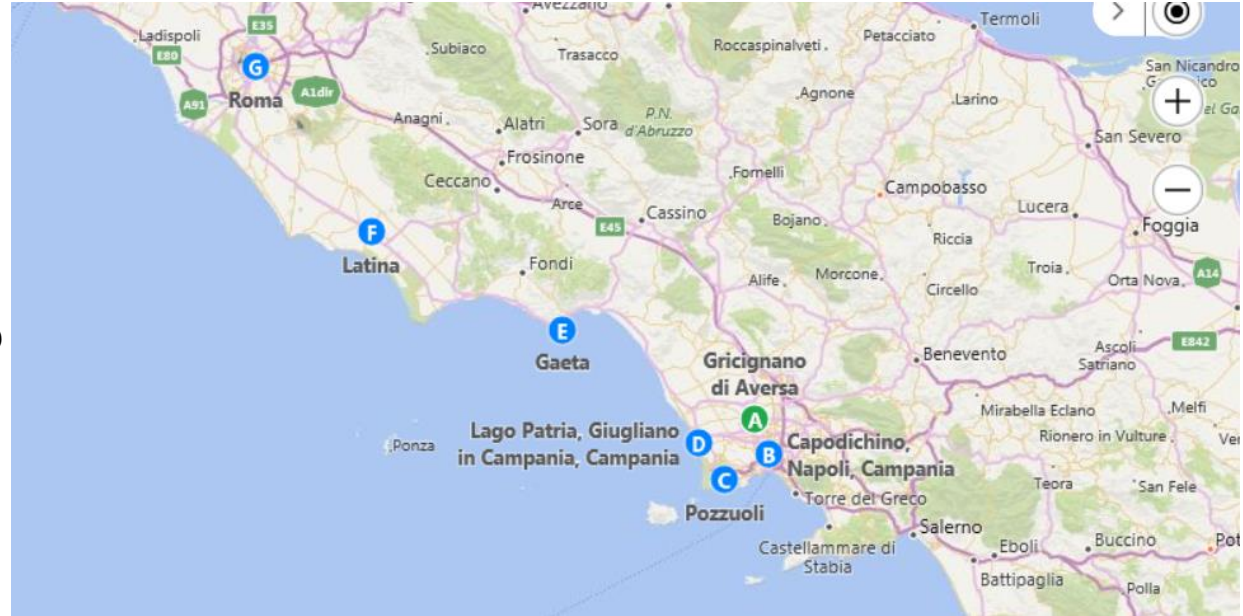 Avezzano
Termoli
Ladispoli
E35
Petacciato
Roccaspinalveti
Subiaco
Trasacco
E80
San Nicandro
G
A1dir
Agnone
Larino
A91
Roma
P.N.
d'Abruzzo
Anagni
Alatri
Sora
San Severo
Frosinone
Fornelli
Ceccano
Campobasso
Arce
Cassino
Lucera
E45
Bojano
Foggia
F
Riccia
Latina
Fondi
Troia
A14
Alife
Morcone
Orta Nova
Circello
E
E842
Gaeta
Gricignano
di Aversa
Benevento
Ascoli
Satriano
A
Mirabella Eclano
Melfi
Lago Patria, Giugliano
in Campania, Campania
D
Capodichino,
Napoli, Campania
Rionero in Vulture
Ponza
B
C
Teora
San Fele
Torre del Greco
Pozzuoli
Salerno
Castellammare di
Stabia
Eboli
Buccino
Battipaglia
Polla